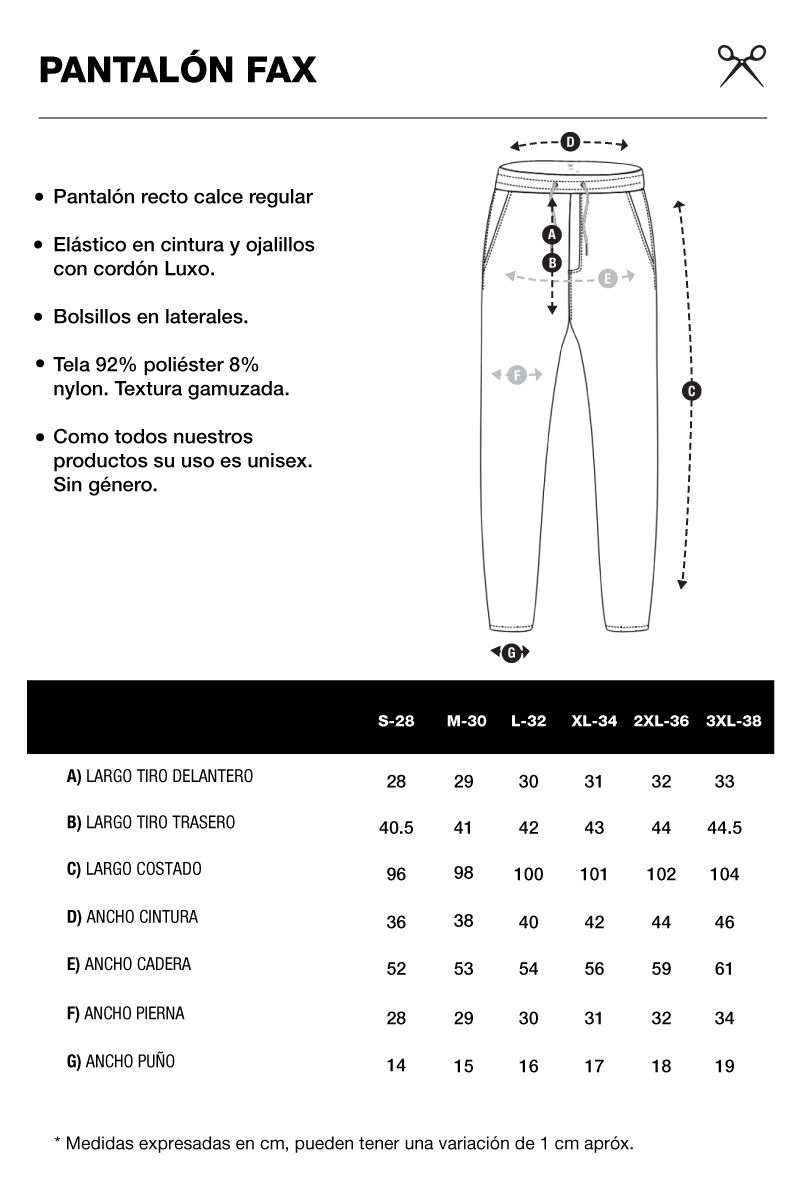 PANTALÓN FAX
• Pantalón recto calce regular
• Elástico en cintura y ojalillos
con cordón Luxo.
• Bolsillos en laterales.
• Tela 92% poliéster 8%
nylon. Textura gamuzada.
• Como todos nuestros
productos su uso es unisex.
Sin género.
D
A
B
E
F
C
G
S-28 M-30 L-32 XL-34 2XL-36 3XL-38
A) LARGO TIRO DELANTERO 28 29 30 31 32 33
B) LARGO TIRO TRASERO 40.5 41 42 43 44 44.5
C) LARGO COSTADO 96 98 100 101 102 104
D) ANCHO CINTURA 36 38 40 42 44 46
E) ANCHO CADERA 52 53 54 56 59 61
F) ANCHO PIERNA 28 29 30 31 32 34
G) ANCHO PUÑO 14 15 16 17 18 19
* Medidas expresadas en cm, pueden tener una variación de 1 cm apróx.